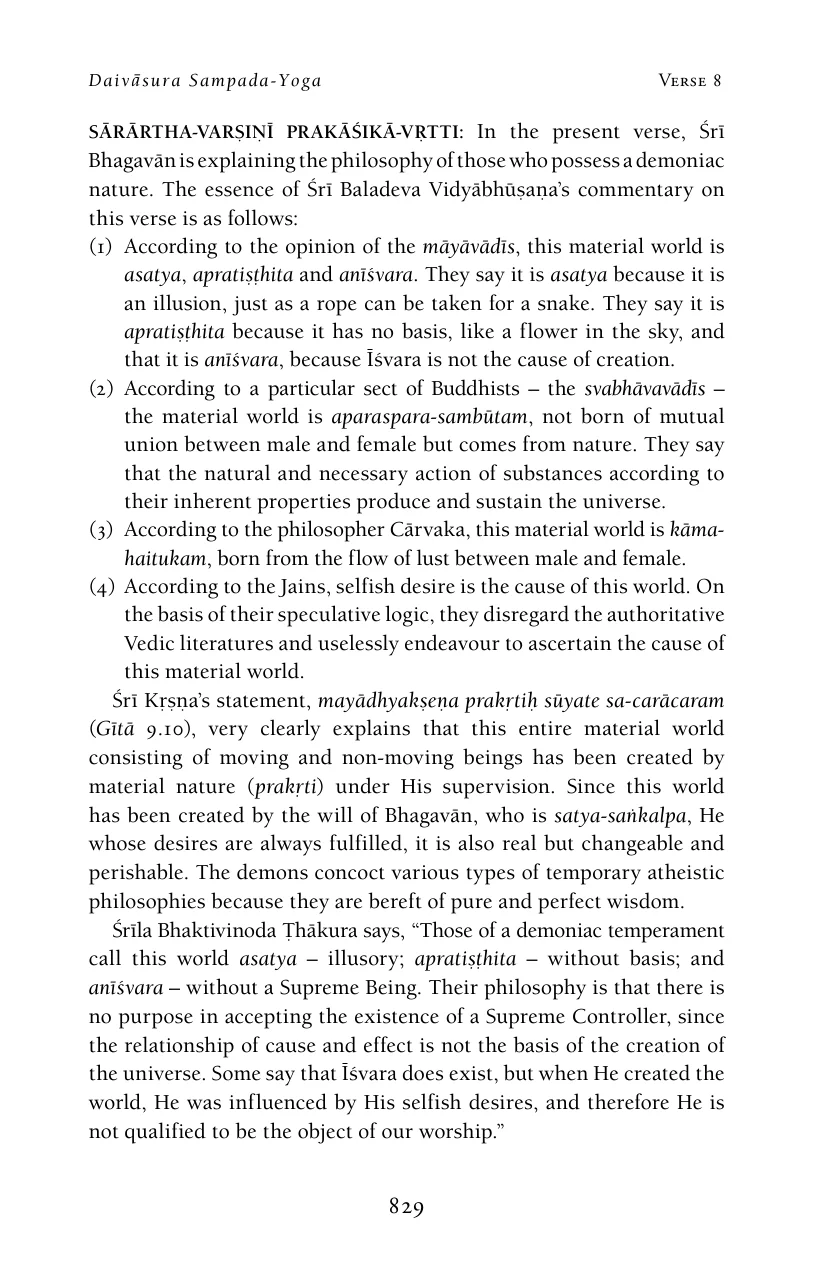 Daivāsura Sampada-Yoga VERSE 8
SĀRĀRTHA-VARṢIṆĪ PRAKĀŚIKĀ-VṚTTI: In the present verse, Śrī
Bhagavān is explaining the philosophy of those who possess a demoniac
nature. The essence of Śrī Baladeva Vidyābhūṣaṇa’s commentary on
this verse is as follows:
(1) According to the opinion of the māyāvādīs, this material world is
asatya, apratiṣṭhita and anīśvara. They say it is asatya because it is
an illusion, just as a rope can be taken for a snake. They say it is
apratiṣṭhita because it has no basis, like a flower in the sky, and
that it is anīśvara, because Īśvara is not the cause of creation.
(2) According to a particular sect of Buddhists – the svabhāvavādīs –
the material world is aparaspara-sambūtam, not born of mutual
union between male and female but comes from nature. They say
that the natural and necessary action of substances according to
their inherent properties produce and sustain the universe.
(3) According to the philosopher Cārvaka, this material world is kāma-
haitukam, born from the flow of lust between male and female.
(4) According to the Jains, selfish desire is the cause of this world. On
the basis of their speculative logic, they disregard the authoritative
Vedic literatures and uselessly endeavour to ascertain the cause of
this material world.
Śrī Kṛṣṇa’s statement, mayādhyakṣeṇa prakṛtiḥ sūyate sa-carācaram
(Gītā 9.10), very clearly explains that this entire material world
consisting of moving and non-moving beings has been created by
material nature (prakṛti) under His supervision. Since this world
has been created by the will of Bhagavān, who is satya-saṅkalpa, He
whose desires are always fulfilled, it is also real but changeable and
perishable. The demons concoct various types of temporary atheistic
philosophies because they are bereft of pure and perfect wisdom.
Śrīla Bhaktivinoda Ṭhākura says, “Those of a demoniac temperament
call this world asatya – illusory; apratiṣṭhita – without basis; and
anīśvara – without a Supreme Being. Their philosophy is that there is
no purpose in accepting the existence of a Supreme Controller, since
the relationship of cause and effect is not the basis of the creation of
the universe. Some say that Īśvara does exist, but when He created the
world, He was influenced by His selfish desires, and therefore He is
not qualified to be the object of our worship.”
829